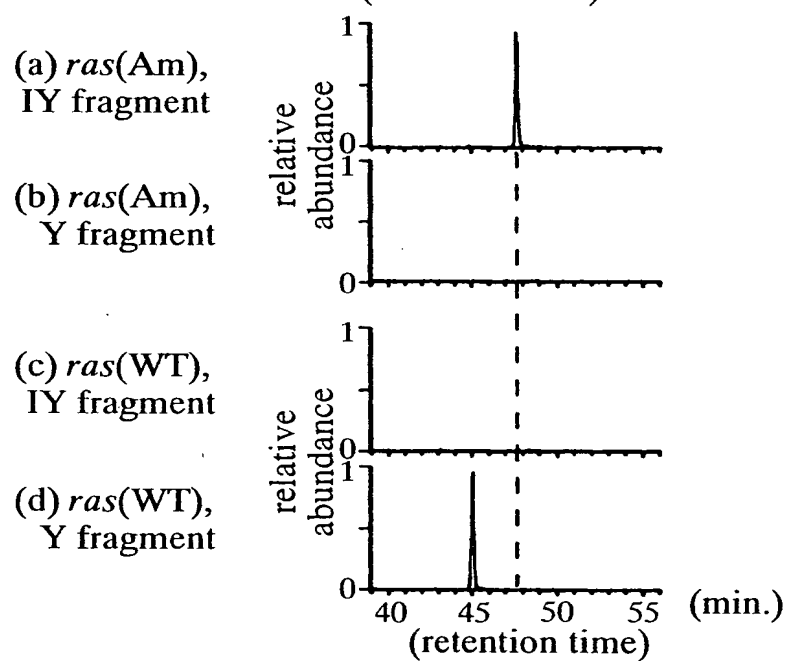 (a) ras(Am),
IY fragment
1
0
relative
abundance
(b) ras(Am),
Y fragment
1
0
(c) ras(WT),
IY fragment
1
0
relative
abundance
(d) ras(WT),
Y fragment
1
0
40 45 50 55 (min.)
(retention time)